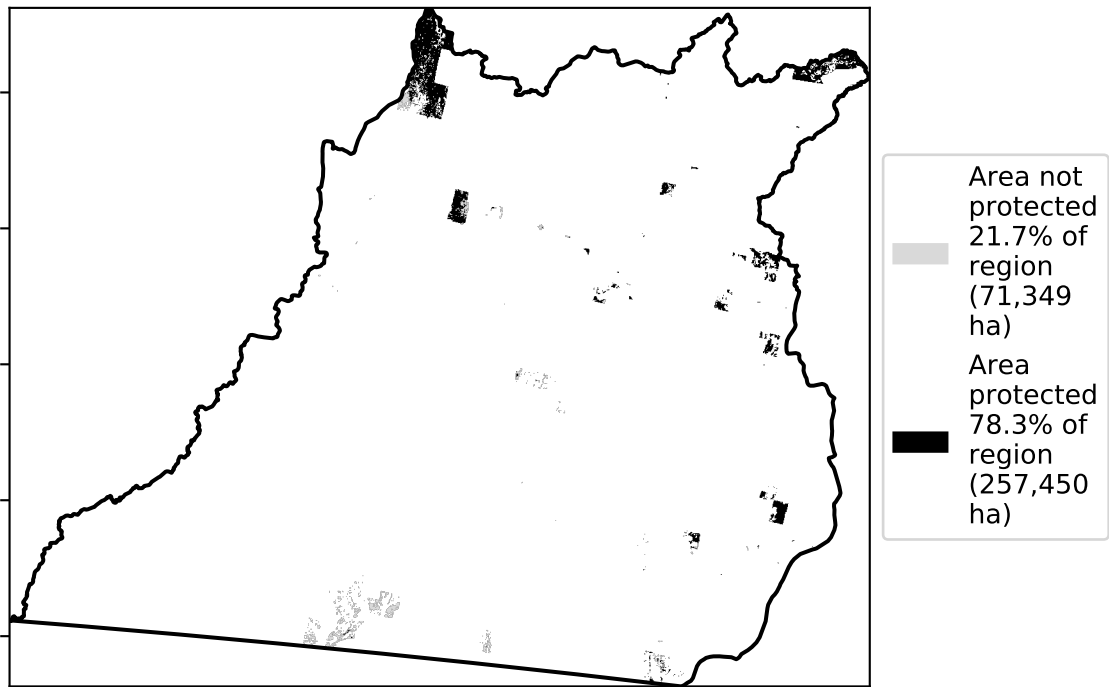 Area not
protected
21.7% of
region
(71,349
ha)
Area
protected
78.3% of
region
(257,450
ha)